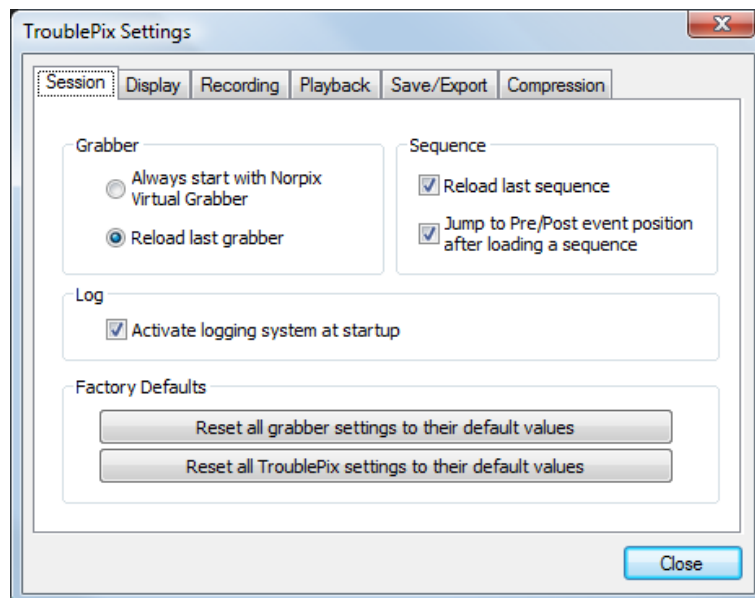 TroublePix Settings
Session Display Recording Playback Save/Export Compression
Grabber
Always start with Norpix
Virtual Grabber
Reload last grabber
Sequence
Reload last sequence
Jump to Pre/Post event position
after loading a sequence
Log
Activate logging system at startup
Factory Defaults
Reset all grabber settings to their default values
Reset all TroublePix settings to their default values
Close